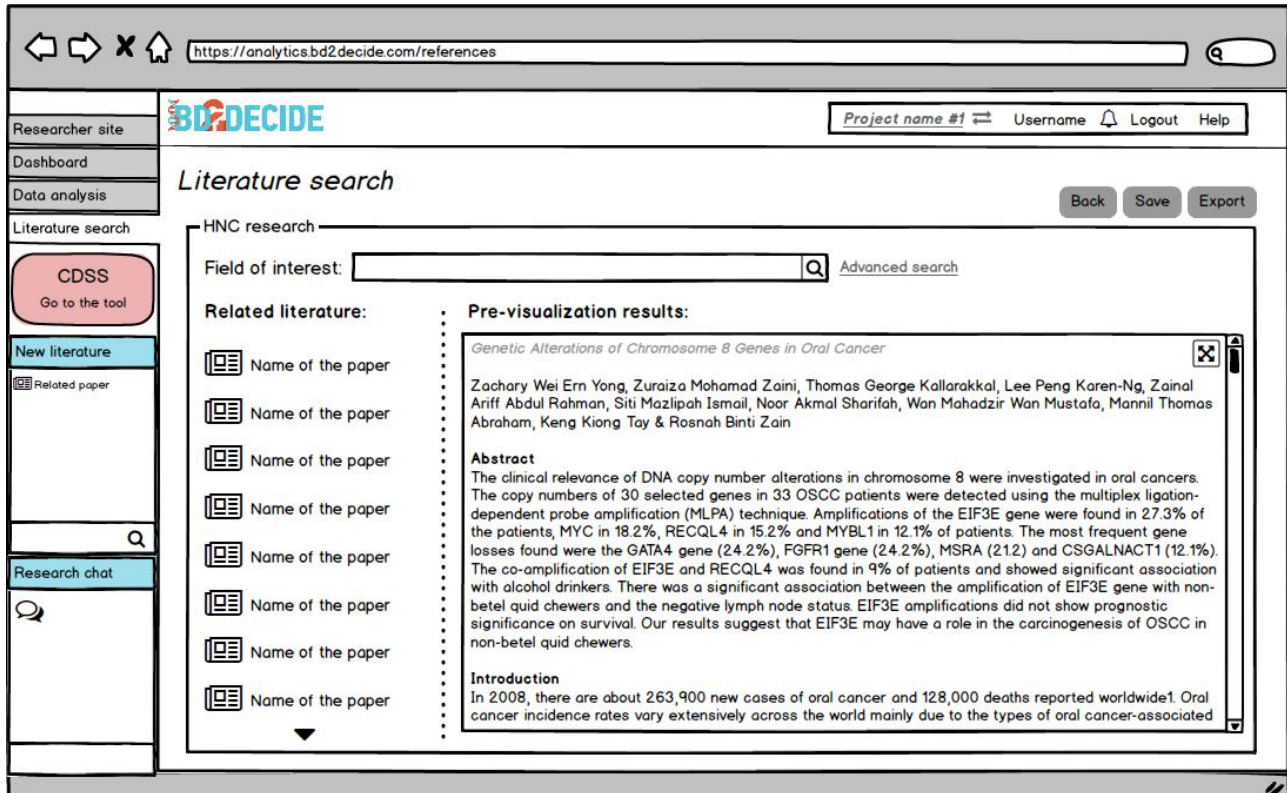 https://analytics.bd2decide.com/references
BD2DECIDE
Project name #1 Username Logout Help
Researcher site
Dashboard
Data analysis
Literature search
CDSS
Go to the tool
New literature
Related paper
Research chat
Literature search
Back Save Export
HNC research
Field of interest: Advanced search
Related literature:
Name of the paper
Name of the paper
Name of the paper
Name of the paper
Name of the paper
Name of the paper
Name of the paper
Name of the paper
Pre-visualization results:
Genetic Alterations of Chromosome 8 Genes in Oral Cancer
Zachary Wei Ern Yong, Zuraiza Mohamad Zaini, Thomas George Kallarakkal, Lee Peng Karen-Ng, Zainal
Ariff Abdul Rahman, Siti Mazlipah Ismail, Noor Akmal Sharifah, Wan Mahadzir Wan Mustafa, Mannil Thomas
Abraham, Keng Kiong Tay & Rosnah Binti Zain
Abstract
The clinical relevance of DNA copy number alterations in chromosome 8 were investigated in oral cancers.
The copy numbers of 30 selected genes in 33 OSCC patients were detected using the multiplex ligation-
dependent probe amplification (MLPA) technique. Amplifications of the EIF3E gene were found in 27.3% of
the patients, MYC in 18.2%, RECQL4 in 15.2% and MYBL1 in 12.1% of patients. The most frequent gene
losses found were the GATA4 gene (24.2%), FGFR1 gene (24.2%), MSRA (21.2) and CSGALNACT1 (12.1%).
The co-amplification of EIF3E and RECQL4 was found in 9% of patients and showed significant association
with alcohol drinkers. There was a significant association between the amplification of EIF3E gene with non-
betel quid chewers and the negative lymph node status. EIF3E amplifications did not show prognostic
significance on survival. Our results suggest that EIF3E may have a role in the carcinogenesis of OSCC in
non-betel quid chewers.
Introduction
In 2008, there are about 263,900 new cases of oral cancer and 128,000 deaths reported worldwide1. Oral
cancer incidence rates vary extensively across the world mainly due to the types of oral cancer-associated